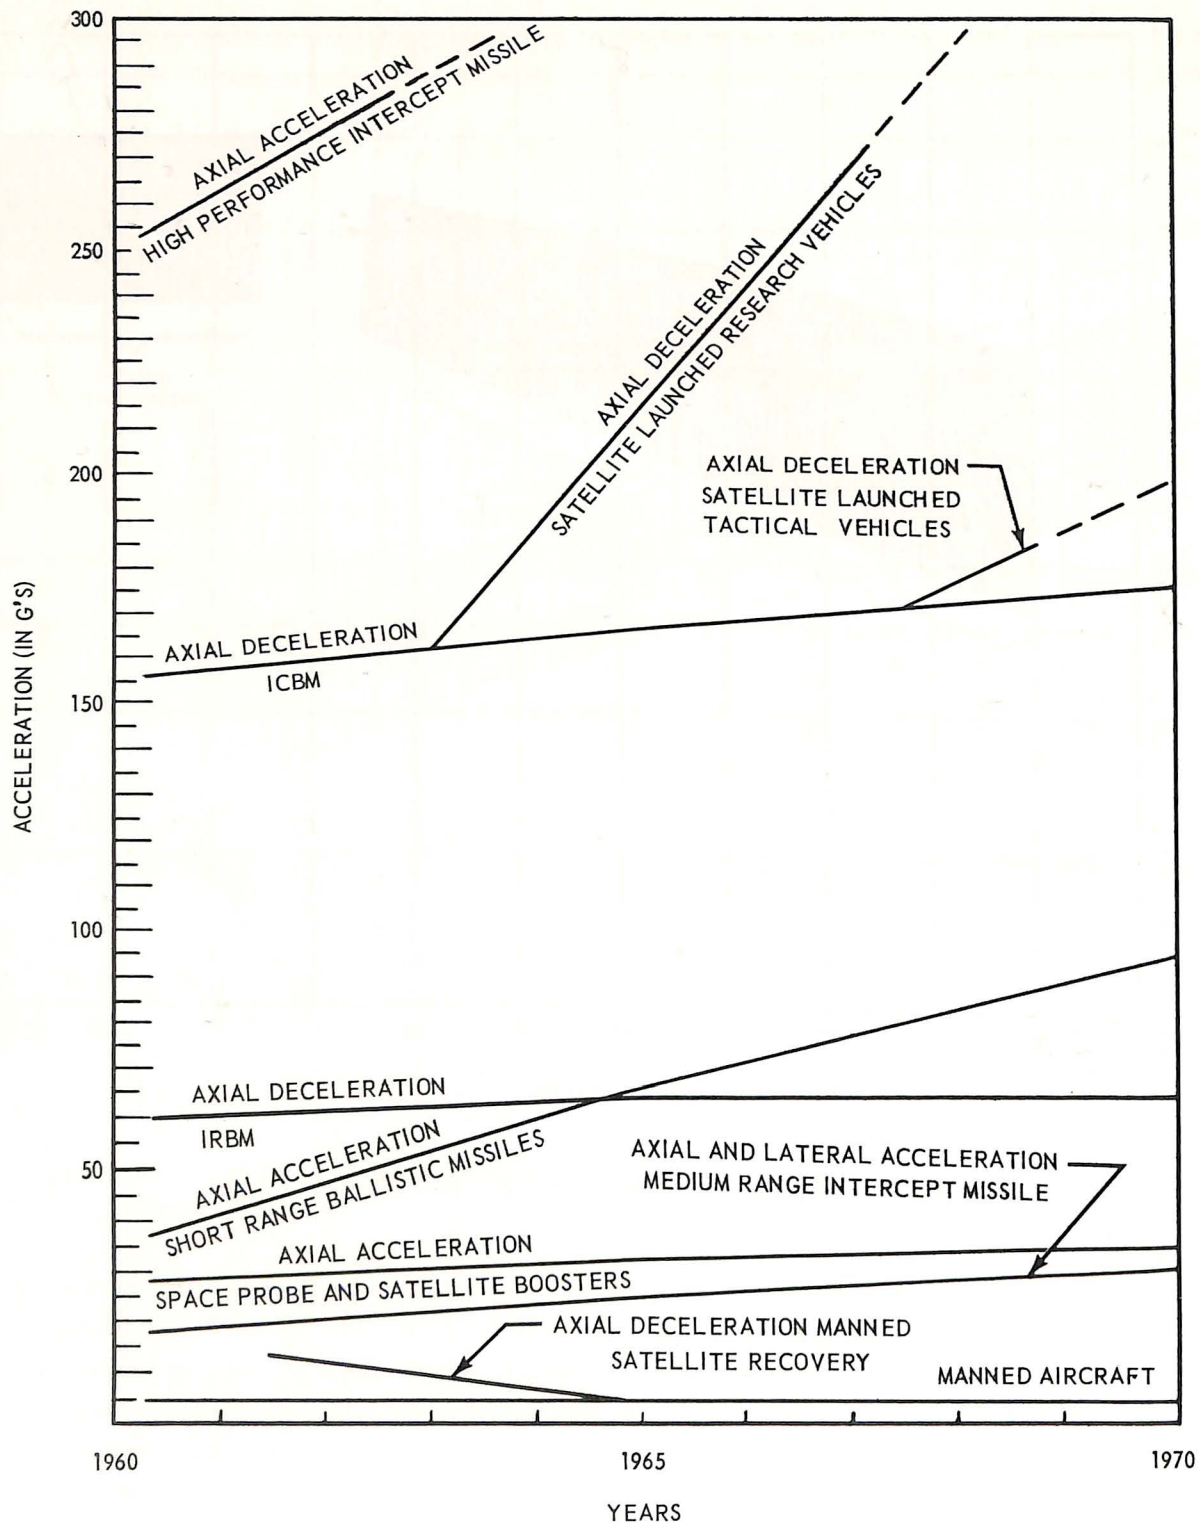 300
250
200
150
100
50
ACCELERATION (IN G'S)
AXIAL ACCELERATION
HIGH PERFORMANCE INTERCEPT MISSILE
AXIAL DECELERATION
SATELLITE LAUNCHED RESEARCH VEHICLES
AXIAL DECELERATION
SATELLITE LAUNCHED
TACTICAL VEHICLES
AXIAL DECELERATION
ICBM
AXIAL DECELERATION
IRBM
AXIAL ACCELERATION
SHORT RANGE BALLISTIC MISSILES
AXIAL AND LATERAL ACCELERATION
MEDIUM RANGE INTERCEPT MISSILE
AXIAL ACCELERATION
SPACE PROBE AND SATELLITE BOOSTERS
AXIAL DECELERATION MANNED
SATELLITE RECOVERY
MANNED AIRCRAFT
1960
1965
1970
YEARS